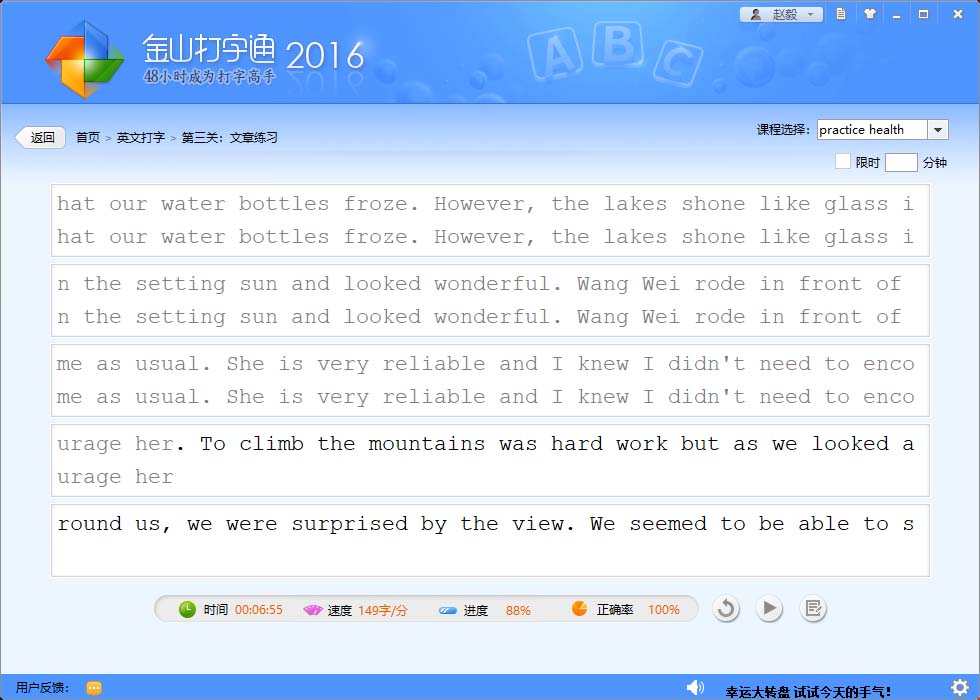 赵毅
金山打字通 2016
48小时成为打字高手
A B C
返回 首页 > 英文打字 > 第三关：文章练习
课程选择： practice health
限时 分钟
hat our water bottles froze. However, the lakes shone like glass i
hat our water bottles froze. However, the lakes shone like glass i
n the setting sun and looked wonderful. Wang Wei rode in front of
n the setting sun and looked wonderful. Wang Wei rode in front of
me as usual. She is very reliable and I knew I didn't need to enco
me as usual. She is very reliable and I knew I didn't need to enco
urage her. To climb the mountains was hard work but as we looked a
urage her
round us, we were surprised by the view. We seemed to be able to s
时间 00:06:55 速度 149字/分 进度 88% 正确率 100%
用户反馈： 幸运大转盘 试试今天的手气！